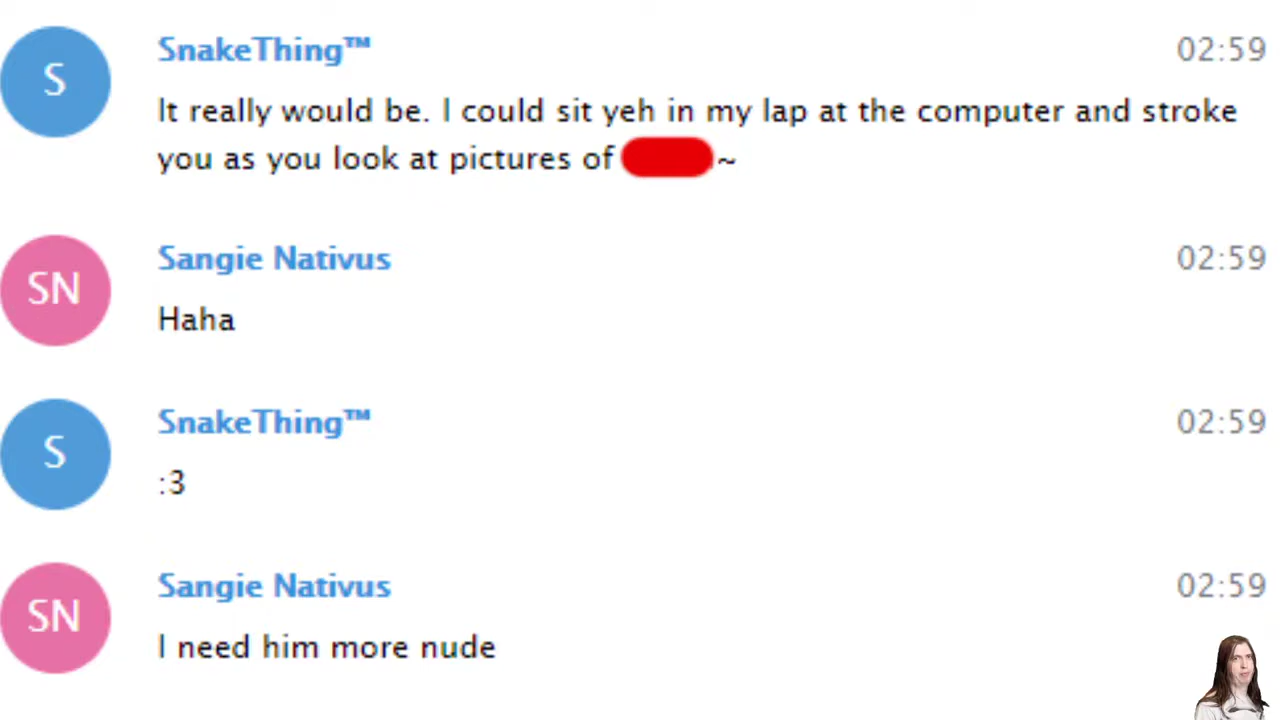 S
SnakeThing™ 02:59
It really would be. I could sit yeh in my lap at the computer and stroke
you as you look at pictures of ~
SN
Sangie Nativus 02:59
Haha
S
SnakeThing™ 02:59
:3
SN
Sangie Nativus 02:59
I need him more nude